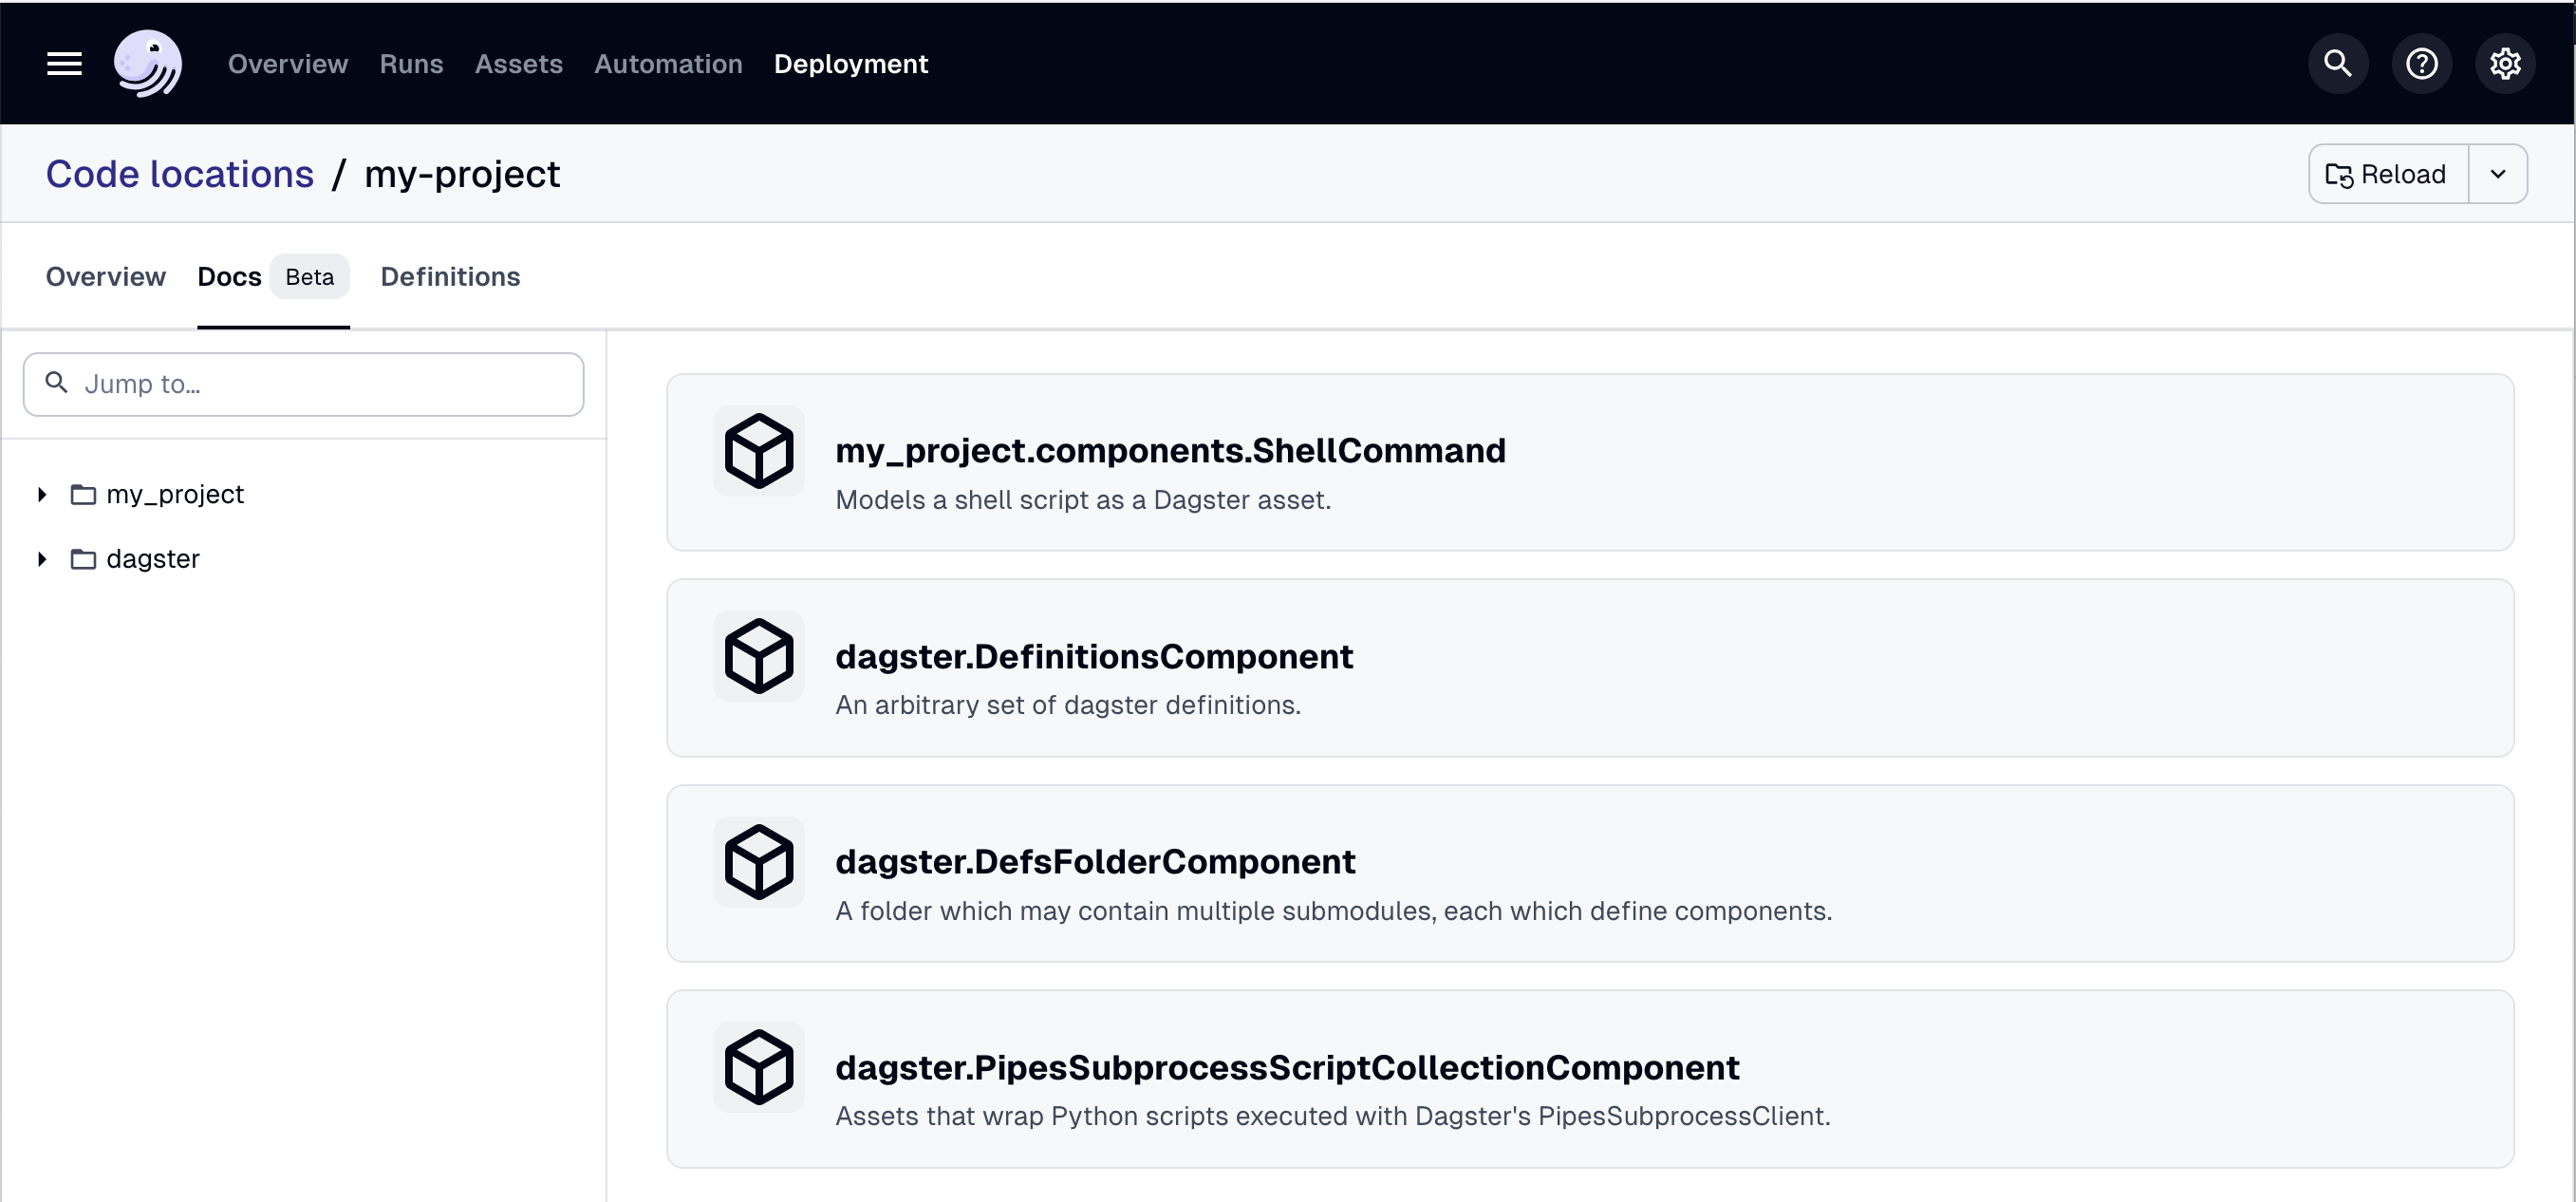 Overview Runs Assets Automation Deployment
Code locations / my-project
Reload
Overview Docs Beta Definitions
Jump to...
my_project
dagster
my_project.components.ShellCommand
Models a shell script as a Dagster asset.
dagster.DefinitionsComponent
An arbitrary set of dagster definitions.
dagster.DefsFolderComponent
A folder which may contain multiple submodules, each which define components.
dagster.PipesSubprocessScriptCollectionComponent
Assets that wrap Python scripts executed with Dagster's PipesSubprocessClient.